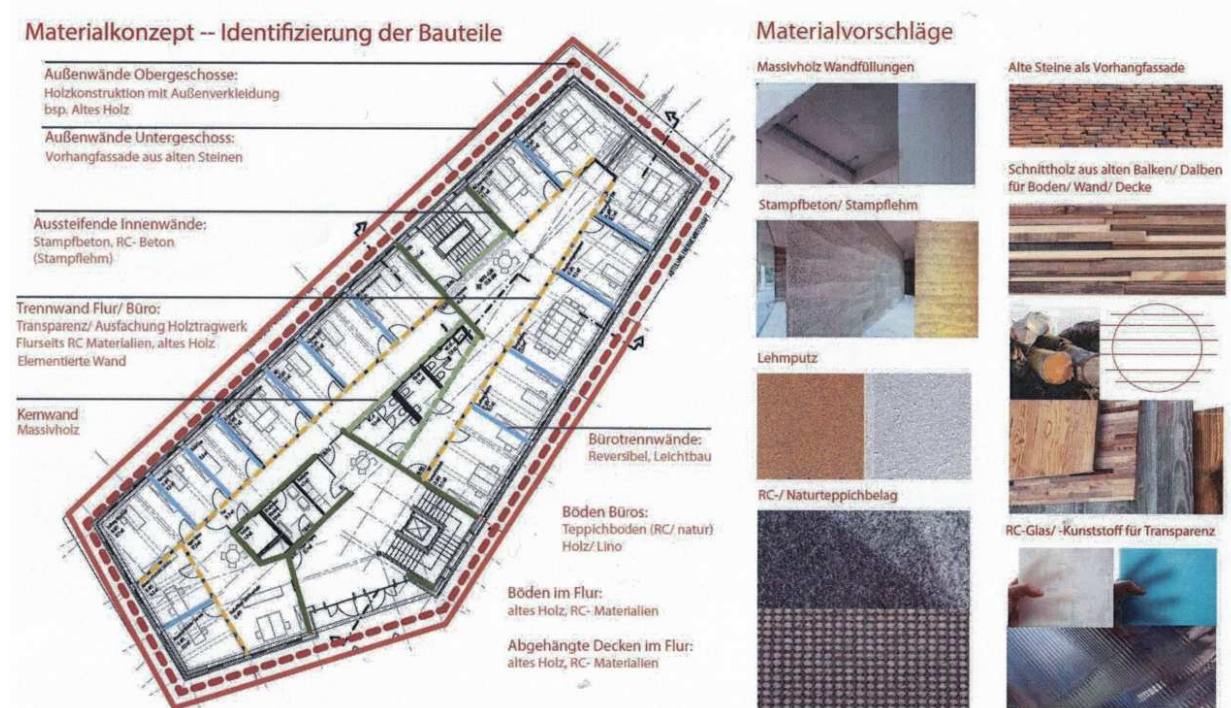 Materialkonzept -- Identifizierung der Bauteile
Außenwände Obergeschosse:
Holzkonstruktion mit Außenverkleidung
bsp. Altes Holz
Außenwände Untergeschoss:
Vorhangfassade aus alten Steinen
Aussteifende Innenwände:
Stampfbeton, RC- Beton
(Stampflehm)
Trennwand Flur/ Büro:
Transparenz/ Ausfachung Holztragwerk
Flurseits RC Materialien, altes Holz
Elementierte Wand
Kernwand
Massivholz
Bürotrennwände:
Reversibel, Leichtbau
Böden Büros:
Teppichboden (RC/ natur)
Holz/ Lino
Böden im Flur:
altes Holz, RC- Materialien
Abgehängte Decken im Flur:
altes Holz, RC- Materialien
Materialvorschläge
Massivholz Wandfüllungen
Stampfbeton/ Stampflehm
Lehmputz
RC-/ Naturteppichbelag
Alte Steine als Vorhangfassade
Schnittholz aus alten Balken/ Dalben
für Boden/ Wand/ Decke
RC-Glas/ -Kunststoff für Transparenz